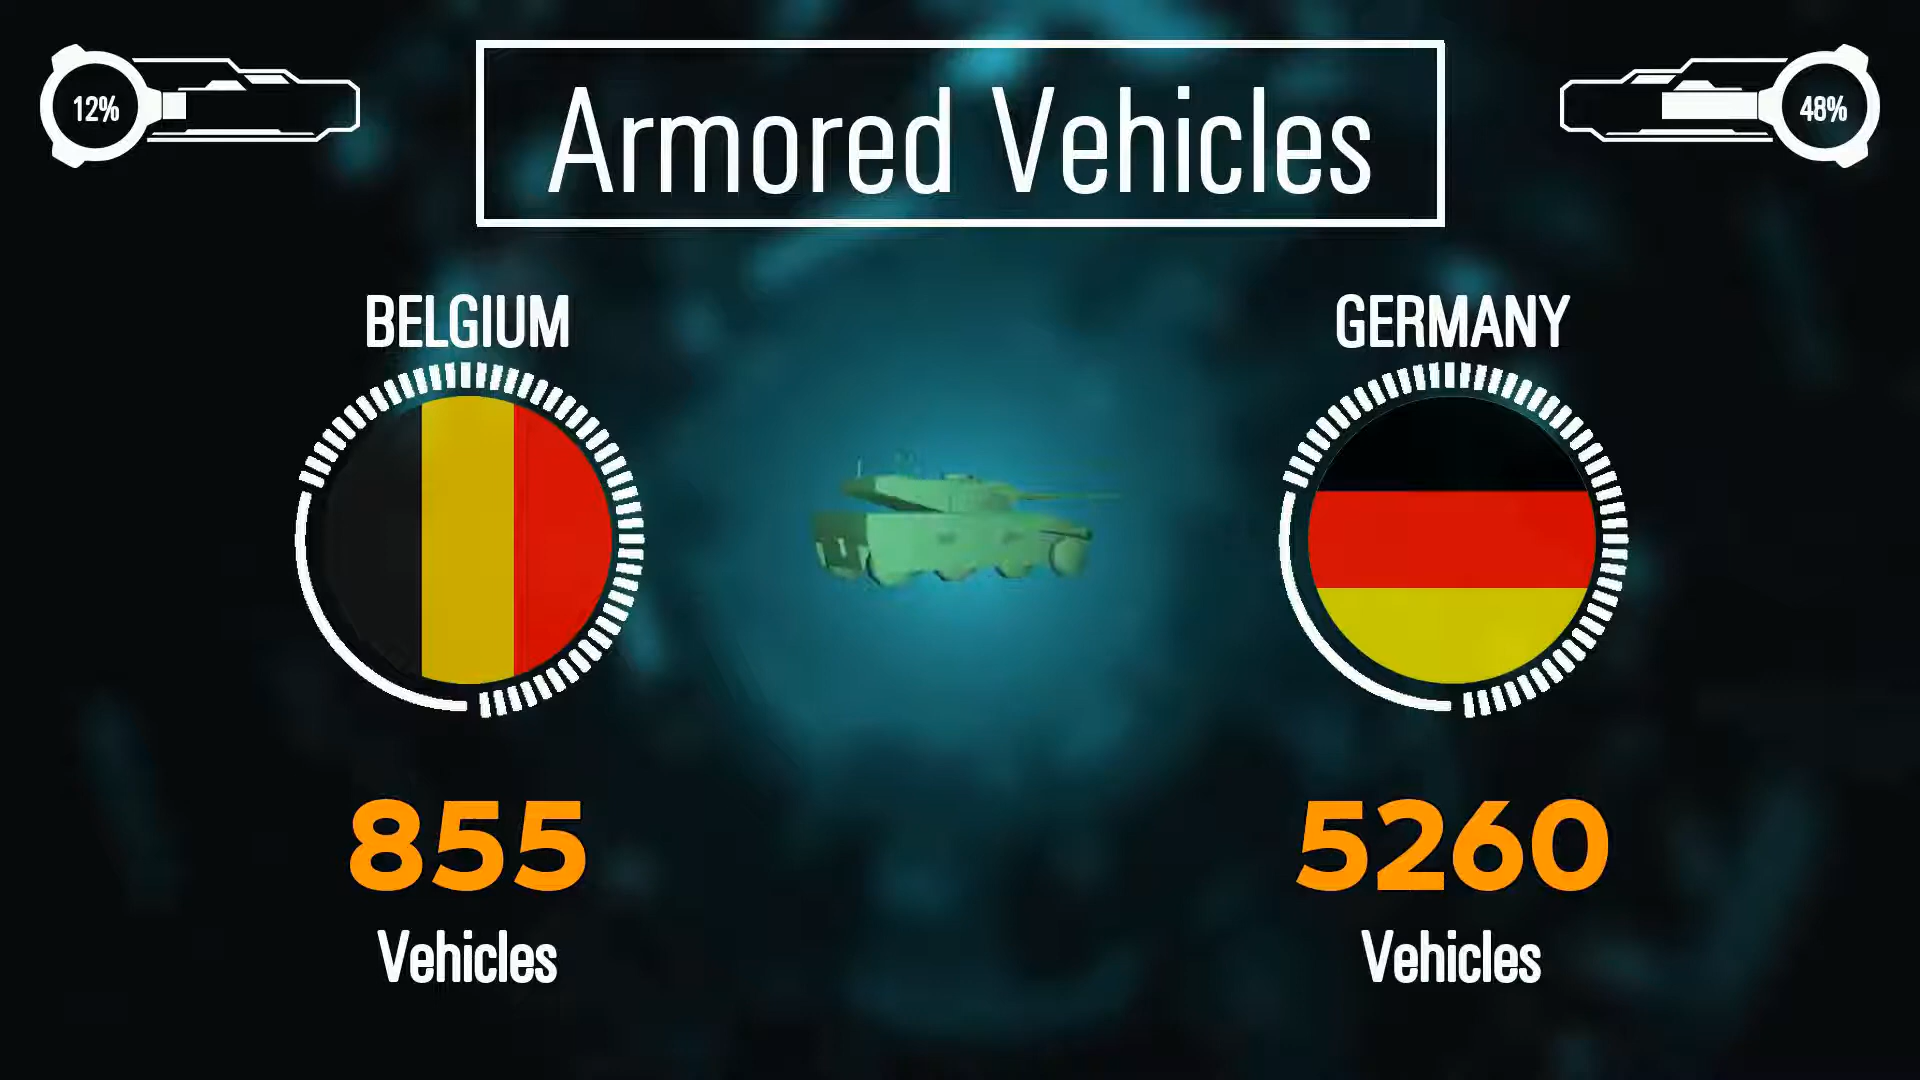 12%
Armored Vehicles
48%
BELGIUM
GERMANY
855
5260
Vehicles
Vehicles